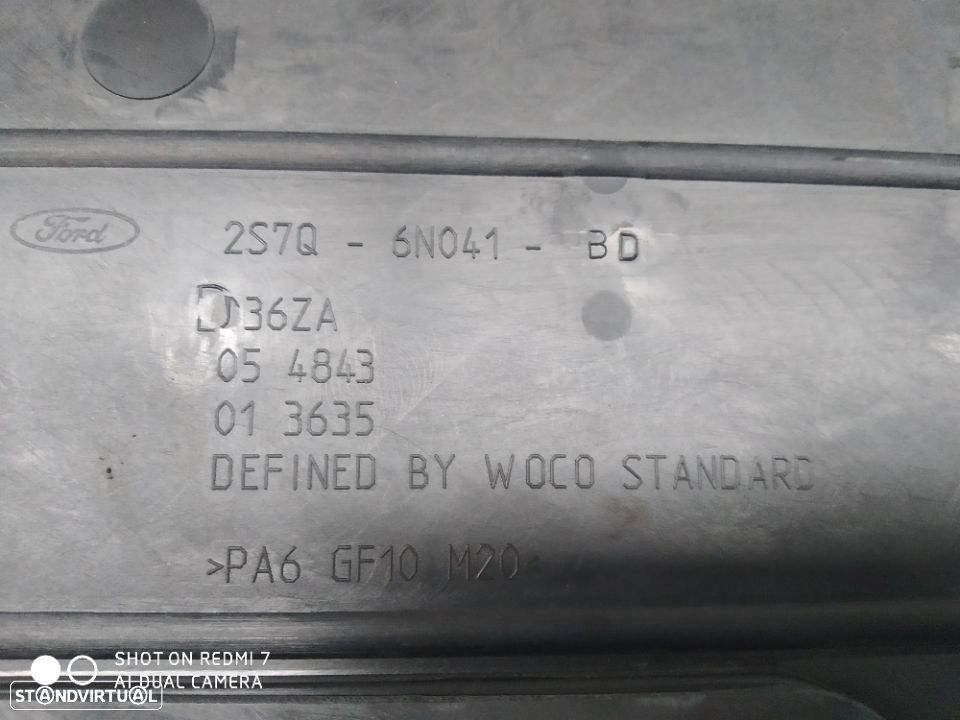 Ford
2S7Q - 6N041 - BD
D36ZA
05 4843
01 3635
DEFINED BY WOCO STANDARD
>PA6 GF10 M20<
SHOT ON REDMI 7
AI DUAL CAMERA
STANDVIRTUAL